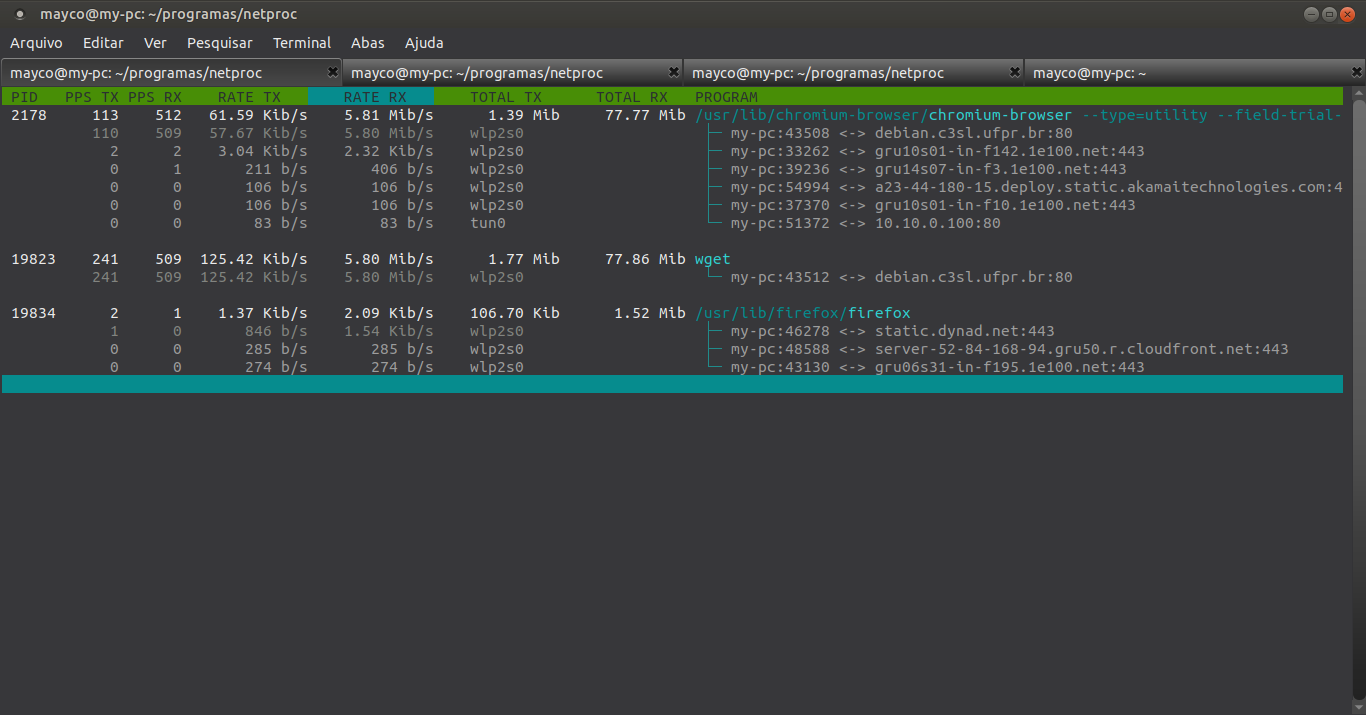 mayco@my-pc: ~/programas/netproc
Arquivo Editar Ver Pesquisar Terminal Abas Ajuda
mayco@my-pc: ~/programas/netproc mayco@my-pc: ~/programas/netproc mayco@my-pc: ~/programas/netproc mayco@my-pc: ~
PID PPS TX PPS RX RATE TX RATE RX TOTAL TX TOTAL RX PROGRAM
2178 113 512 61.59 Kib/s 5.81 Mib/s 1.39 Mib 77.77 Mib /usr/lib/chromium-browser/chromium-browser --type=utility --field-trial-
110 509 57.67 Kib/s 5.80 Mib/s wlp2s0 ├─ my-pc:43508 <-> debian.c3sl.ufpr.br:80
2 2 3.04 Kib/s 2.32 Kib/s wlp2s0 ├─ my-pc:33262 <-> gru10s01-in-f142.1e100.net:443
0 1 211 b/s 406 b/s wlp2s0 ├─ my-pc:39236 <-> gru14s07-in-f3.1e100.net:443
0 0 106 b/s 106 b/s wlp2s0 ├─ my-pc:54994 <-> a23-44-180-15.deploy.static.akamaitechnologies.com:4
0 0 106 b/s 106 b/s wlp2s0 ├─ my-pc:37370 <-> gru10s01-in-f10.1e100.net:443
0 0 83 b/s 83 b/s tun0 └─ my-pc:51372 <-> 10.10.0.100:80
19823 241 509 125.42 Kib/s 5.80 Mib/s 1.77 Mib 77.86 Mib wget
241 509 125.42 Kib/s 5.80 Mib/s wlp2s0 └─ my-pc:43512 <-> debian.c3sl.ufpr.br:80
19834 2 1 1.37 Kib/s 2.09 Kib/s 106.70 Kib 1.52 Mib /usr/lib/firefox/firefox
1 0 846 b/s 1.54 Kib/s wlp2s0 ├─ my-pc:46278 <-> static.dynad.net:443
0 0 285 b/s 285 b/s wlp2s0 ├─ my-pc:48588 <-> server-52-84-168-94.gru50.r.cloudfront.net:443
0 0 274 b/s 274 b/s wlp2s0 └─ my-pc:43130 <-> gru06s31-in-f195.1e100.net:443